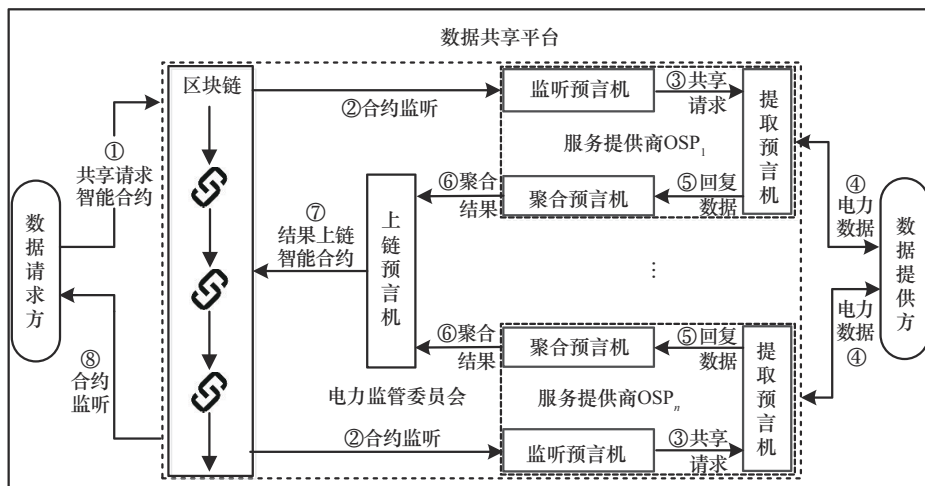 数据共享平台
区块链
①
共享请求
智能合约
数据请求方
⑧
合约
监听
②合约监听
监听预言机
③共享
请求
提取预言机
服务提供商OSP₁
⑥聚合
结果
聚合预言机
⑤回复
数据
⑦
结果上链
智能合约
上链预言机
④
电力
数据
数据提供方
⋮
电力
数据
④
⑥聚合
结果
聚合预言机
⑤回复
数据
提取预言机
电力监管委员会
服务提供商OSPₙ
②合约监听
监听预言机
③共享
请求